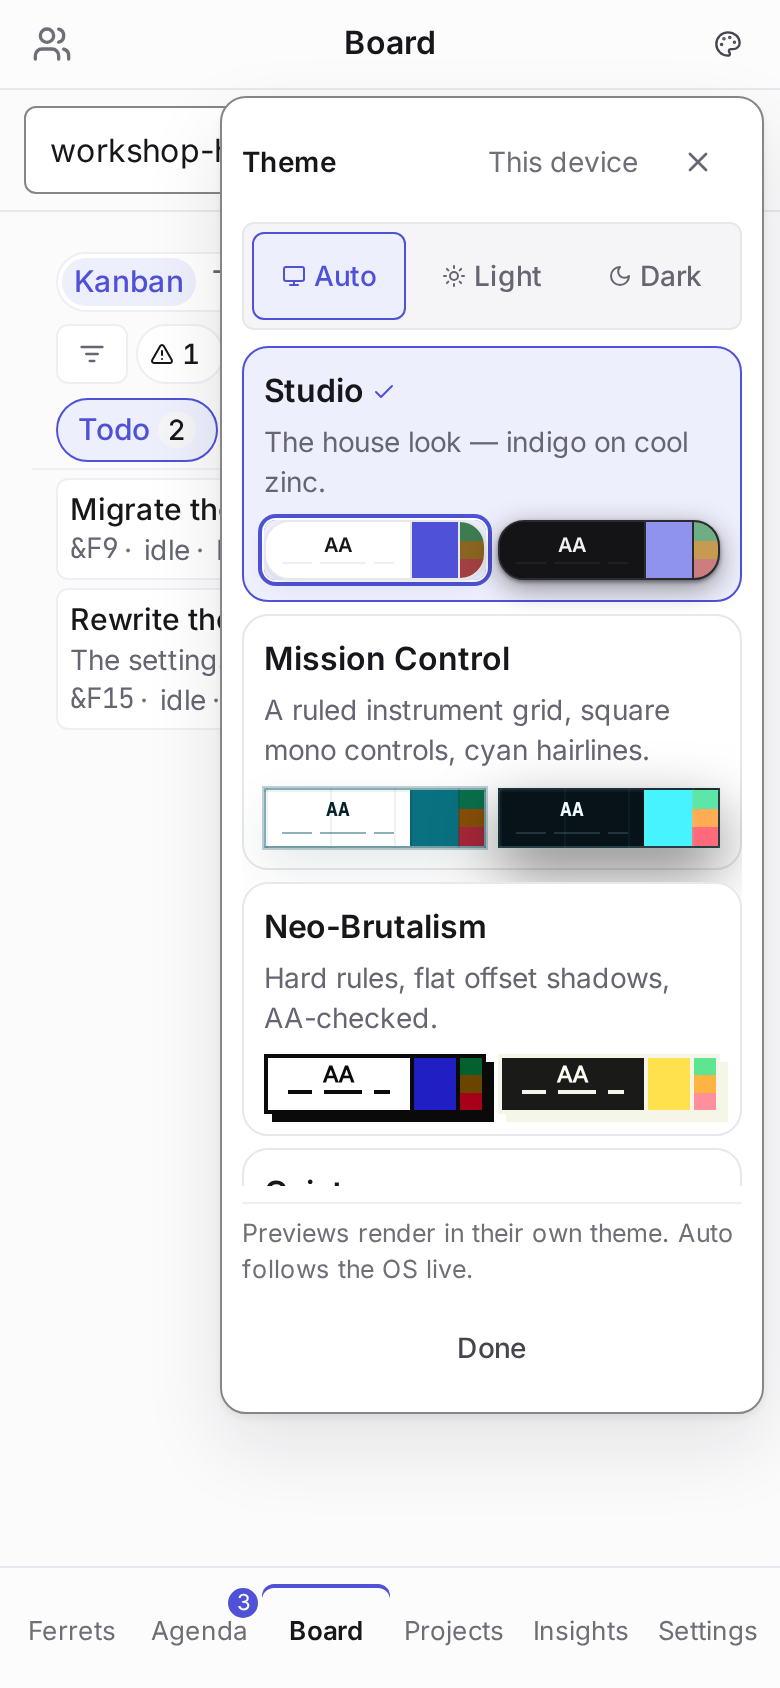 Board
workshop-h
Theme
This device
Auto
Light
Dark
Kanban
1
Todo 2
Studio
The house look — indigo on cool
zinc.
AA
AA
Migrate the
&F9 · idle ·
Rewrite the
The setting
&F15 · idle ·
Mission Control
A ruled instrument grid, square
mono controls, cyan hairlines.
AA
AA
Neo-Brutalism
Hard rules, flat offset shadows,
AA-checked.
AA
AA
Previews render in their own theme. Auto
follows the OS live.
Done
3
Ferrets
Agenda
Board
Projects
Insights
Settings